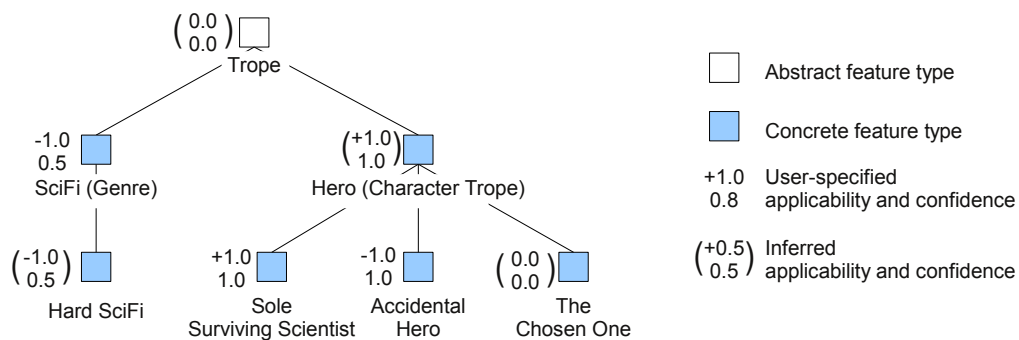 (0.0
0.0)
Trope
-1.0
0.5
SciFi (Genre)
(+1.0
1.0)
Hero (Character Trope)
(-1.0
0.5)
Hard SciFi
+1.0
1.0
Sole
Surviving Scientist
-1.0
1.0
Accidental
Hero
(0.0
0.0)
The
Chosen One
Abstract feature type
Concrete feature type
+1.0 User-specified
0.8 applicability and confidence
(+0.5 Inferred
0.5) applicability and confidence